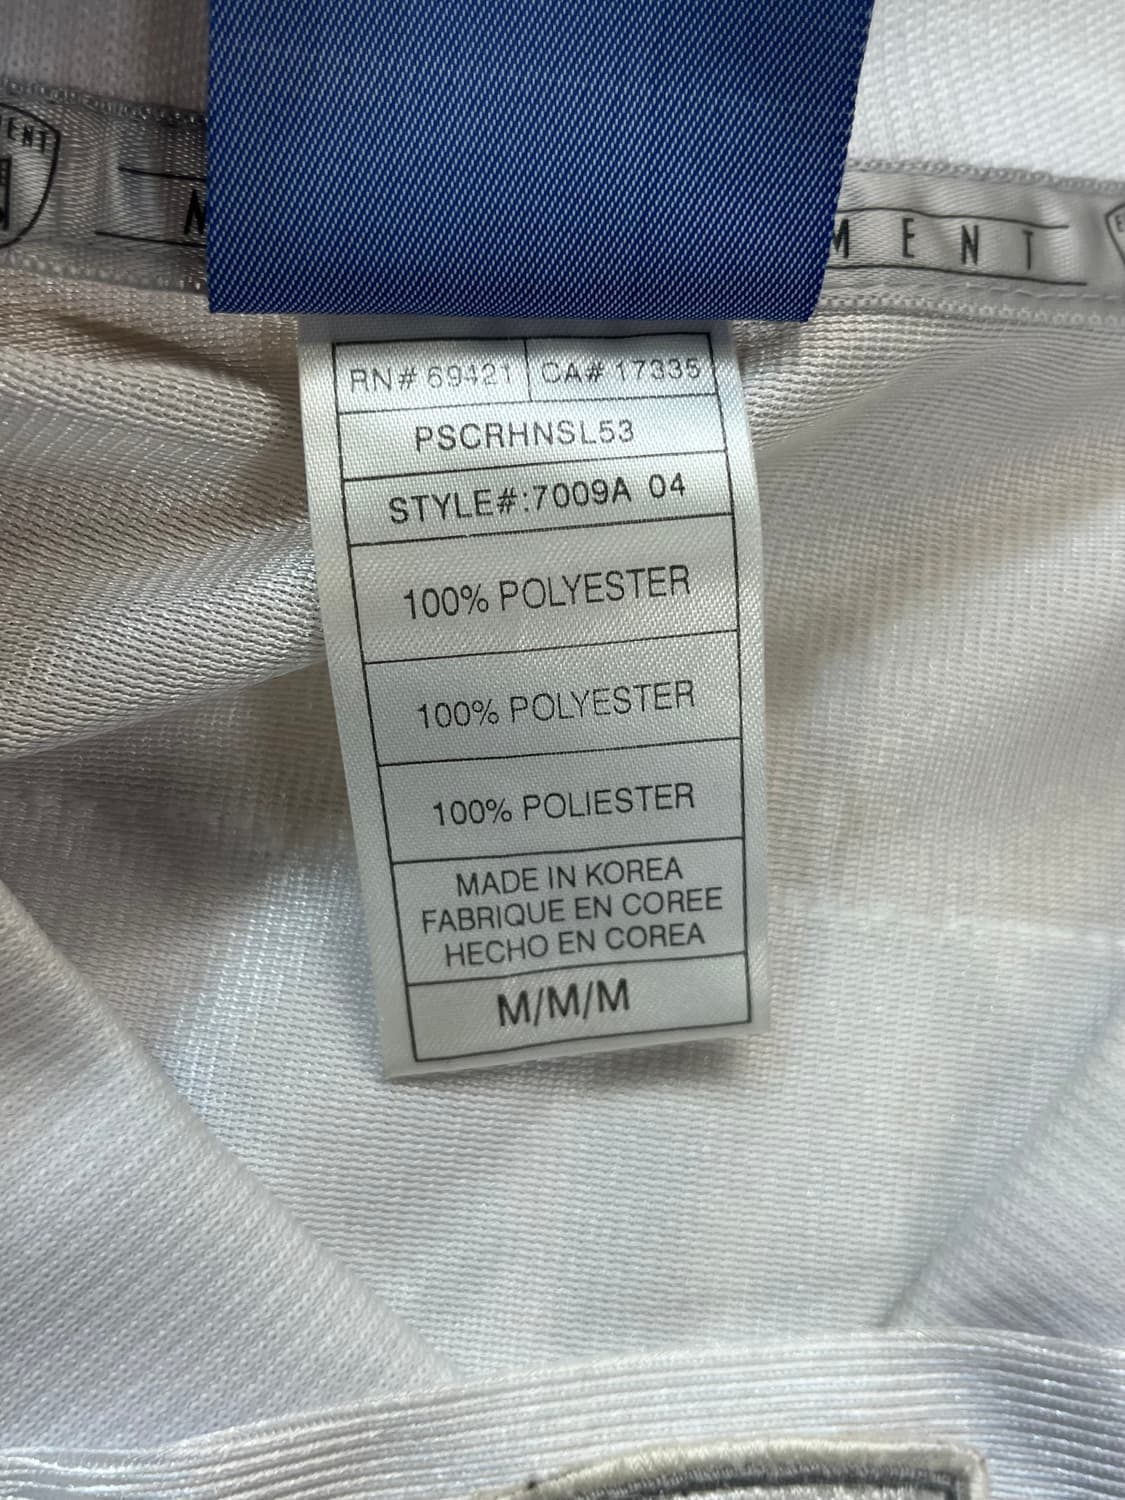 MENT
RN# 69421 CA# 17335
PSCRHNSL53
STYLE#:7009A 04
100% POLYESTER
100% POLYESTER
100% POLIESTER
MADE IN KOREA
FABRIQUE EN COREE
HECHO EN COREA
M/M/M